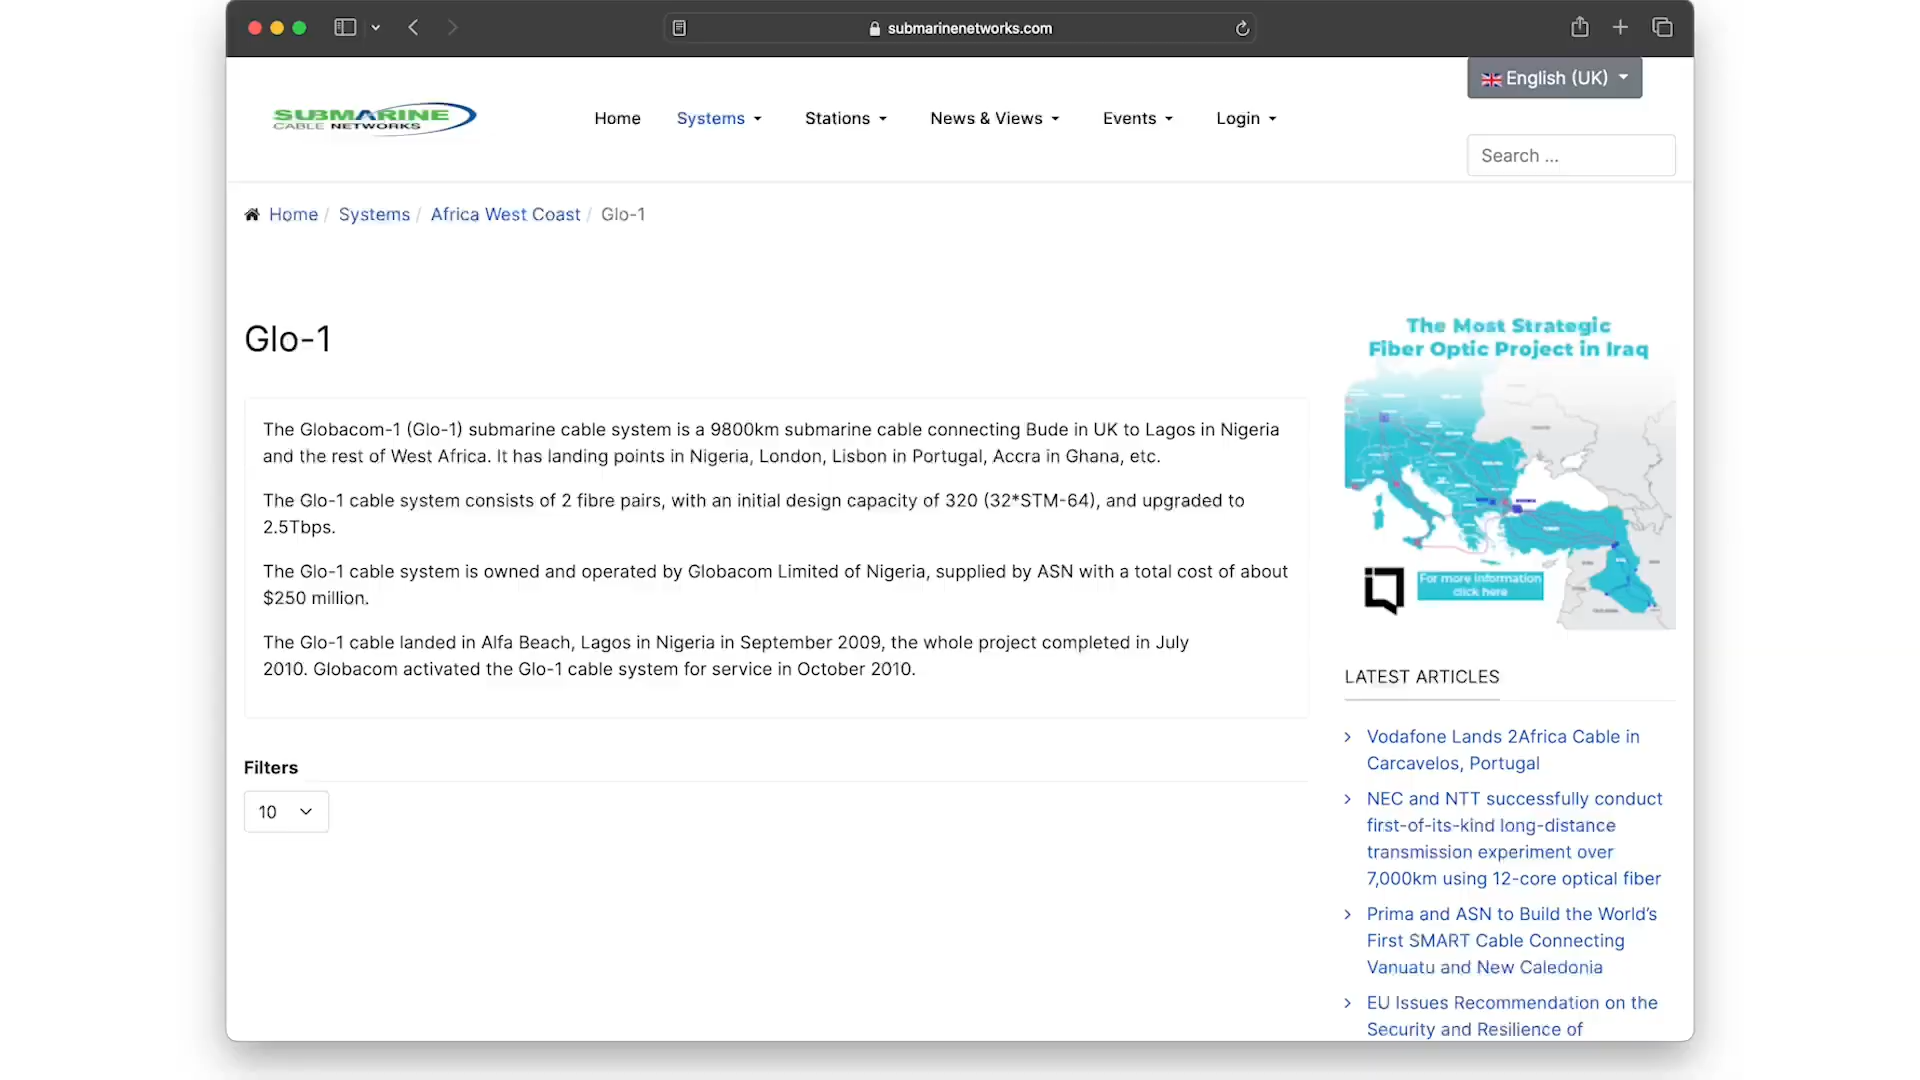 submarinenetworks.com
English (UK)
SUBMARINE
CABLE NETWORKS
Home
Systems
Stations
News & Views
Events
Login
Search ...
Home / Systems / Africa West Coast / Glo-1
Glo-1
The Globacom-1 (Glo-1) submarine cable system is a 9800km submarine cable connecting Bude in UK to Lagos in Nigeria
and the rest of West Africa. It has landing points in Nigeria, London, Lisbon in Portugal, Accra in Ghana, etc.
The Glo-1 cable system consists of 2 fibre pairs, with an initial design capacity of 320 (32*STM-64), and upgraded to
2.5Tbps.
The Glo-1 cable system is owned and operated by Globacom Limited of Nigeria, supplied by ASN with a total cost of about
$250 million.
The Glo-1 cable landed in Alfa Beach, Lagos in Nigeria in September 2009, the whole project completed in July
2010. Globacom activated the Glo-1 cable system for service in October 2010.
Filters
10
The Most Strategic
Fiber Optic Project in Iraq
For more information
click here
LATEST ARTICLES
Vodafone Lands 2Africa Cable in
Carcavelos, Portugal
NEC and NTT successfully conduct
first-of-its-kind long-distance
transmission experiment over
7,000km using 12-core optical fiber
Prima and ASN to Build the World's
First SMART Cable Connecting
Vanuatu and New Caledonia
EU Issues Recommendation on the
Security and Resilience of